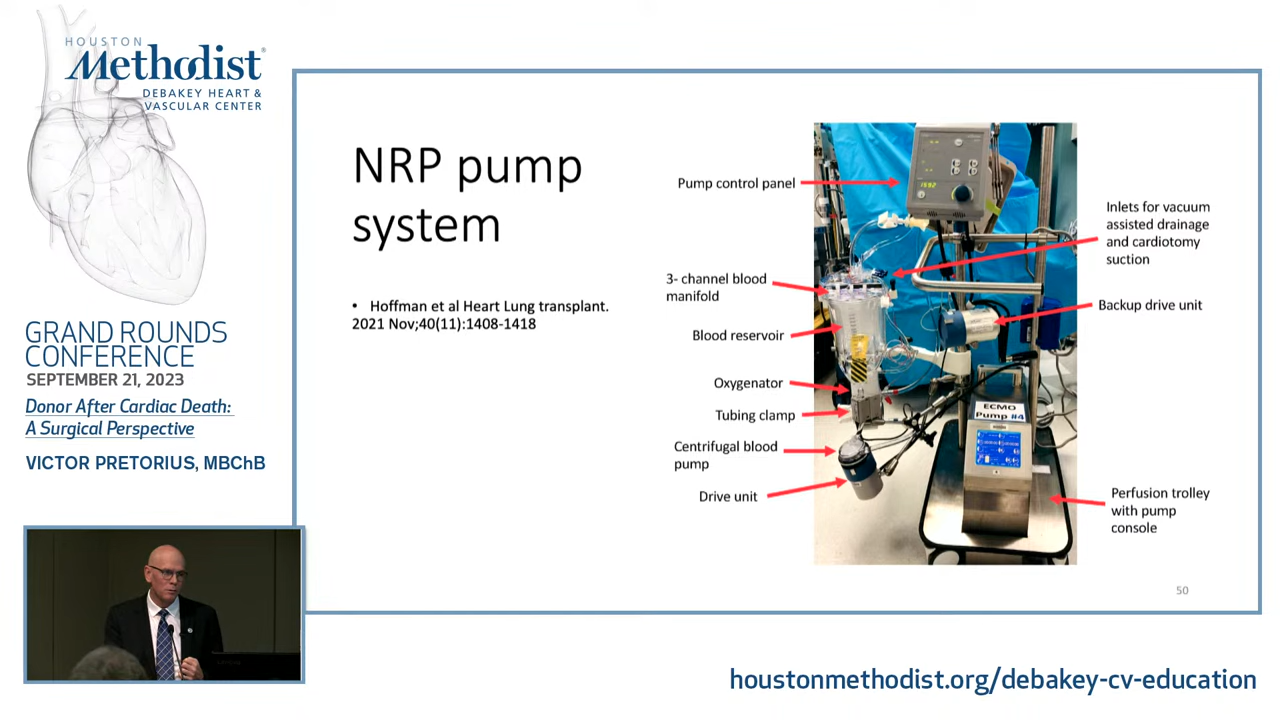 HOUSTON
Methodist®
DEBAKEY HEART &
VASCULAR CENTER
GRAND ROUNDS
CONFERENCE
SEPTEMBER 21, 2023
Donor After Cardiac Death:
A Surgical Perspective
VICTOR PRETORIUS, MBChB
NRP pump
system
• Hoffman et al Heart Lung transplant.
2021 Nov;40(11):1408-1418
Pump control panel
3- channel blood
manifold
Blood reservoir
Oxygenator
Tubing clamp
Centrifugal blood
pump
Drive unit
Inlets for vacuum
assisted drainage
and cardiotomy
suction
Backup drive unit
ECMO
Pump #4
Perfusion trolley
with pump
console
50
houstonmethodist.org/debakey-cv-education